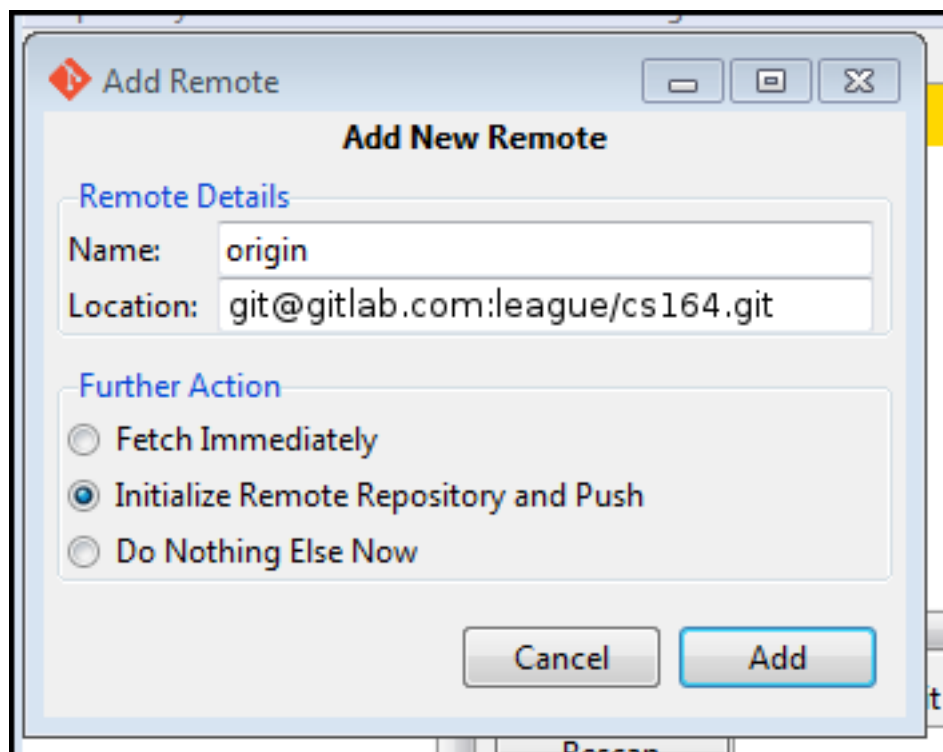 Add Remote
Add New Remote
Remote Details
Name: origin
Location: git@gitlab.com:league/cs164.git
Further Action
Fetch Immediately
Initialize Remote Repository and Push
Do Nothing Else Now
Cancel Add